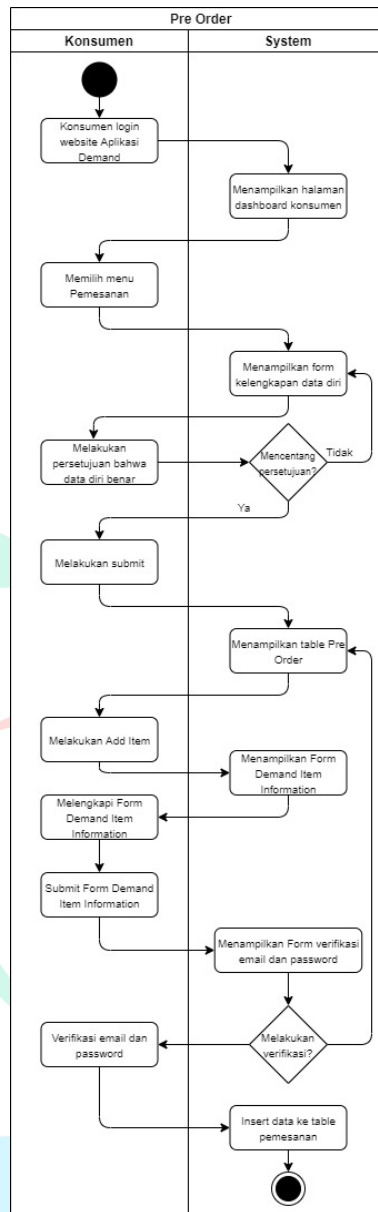 Pre Order
Konsumen
System
Konsumen login
website Aplikasi
Demand
Menampilkan halaman
dashboard konsumen
Memilih menu
Pemesanan
Menampilkan form
kelengkapan data diri
Melakukan
persetujuan bahwa
data diri benar
Mencentang
persetujuan?
Tidak
Ya
Melakukan submit
Menampilkan table Pre
Order
Melakukan Add Item
Menampilkan Form
Demand Item
Information
Melengkapi Form
Demand Item
Information
Submit Form Demand
Item Information
Menampilkan Form verifikasi
email dan password
Melakukan
verifikasi?
Verifikasi email dan
password
Insert data ke table
pemesanan